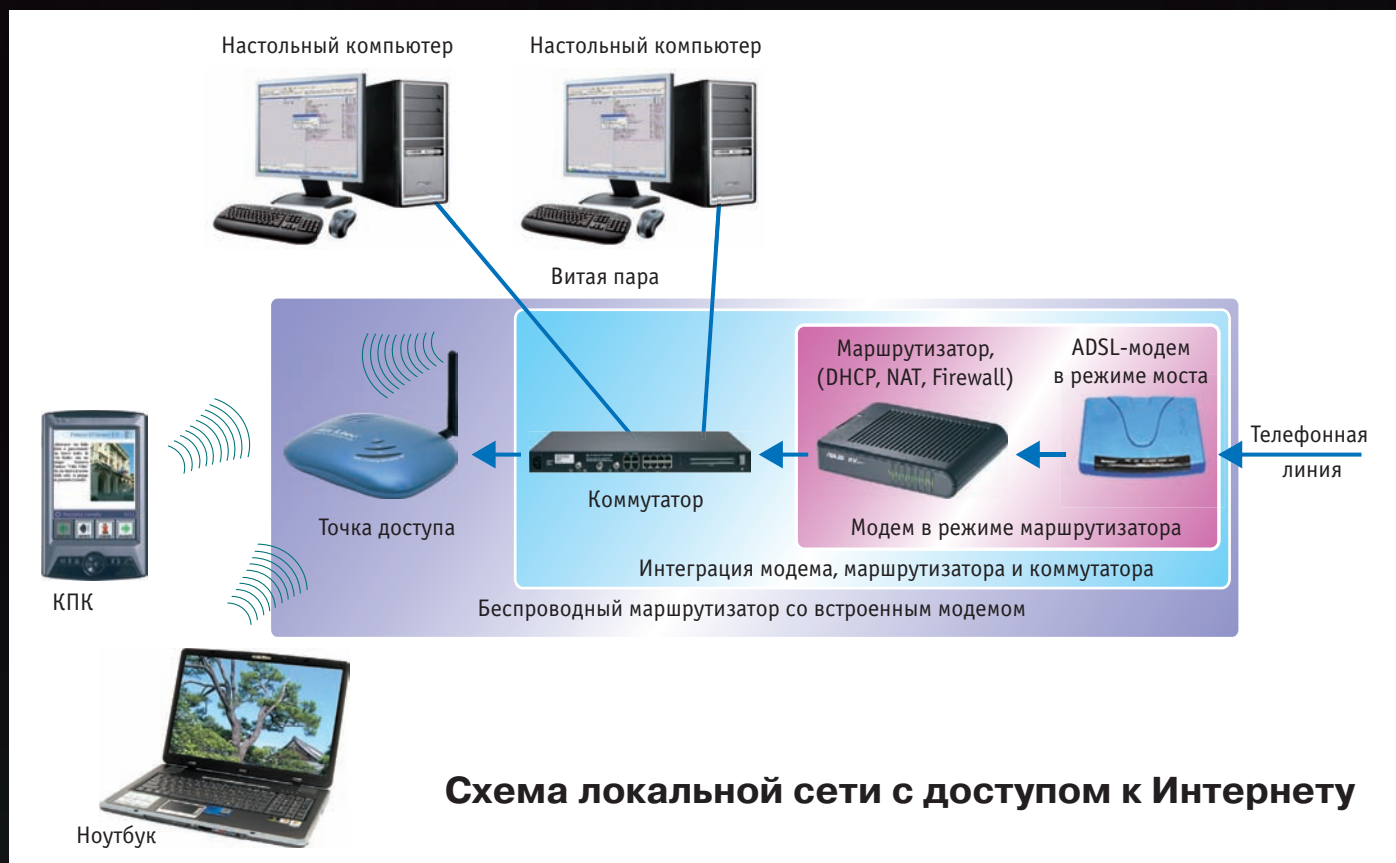 Настольный компьютер
Настольный компьютер
Витая пара
Маршрутизатор,
(DHCP, NAT, Firewall)
ADSL-модем
в режиме моста
Телефонная
линия
Коммутатор
Точка доступа
Модем в режиме маршрутизатора
Интеграция модема, маршрутизатора и коммутатора
Беспроводный маршрутизатор со встроенным модемом
КПК
Ноутбук
Схема локальной сети с доступом к Интернету